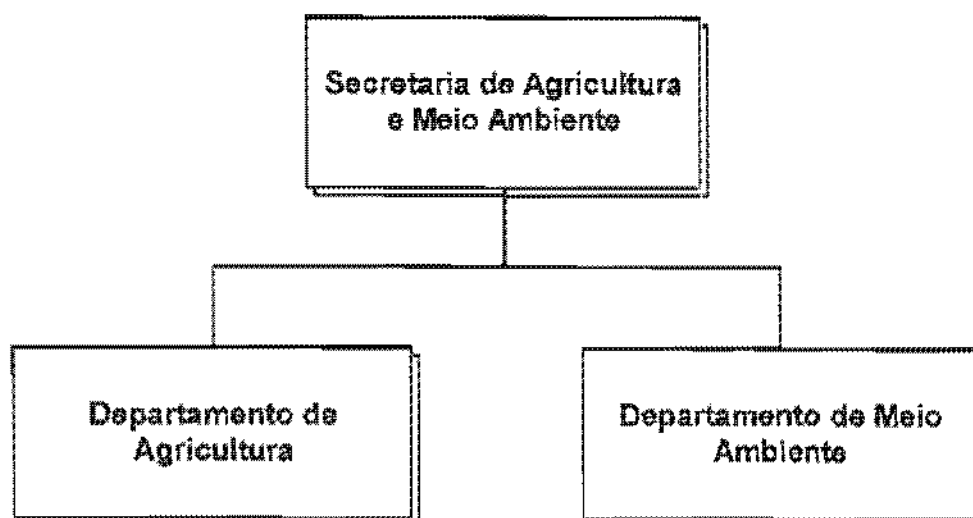 Secretaria de Agricultura
e Meio Ambiente
Departamento de
Agricultura
Departamento de Meio
Ambiente